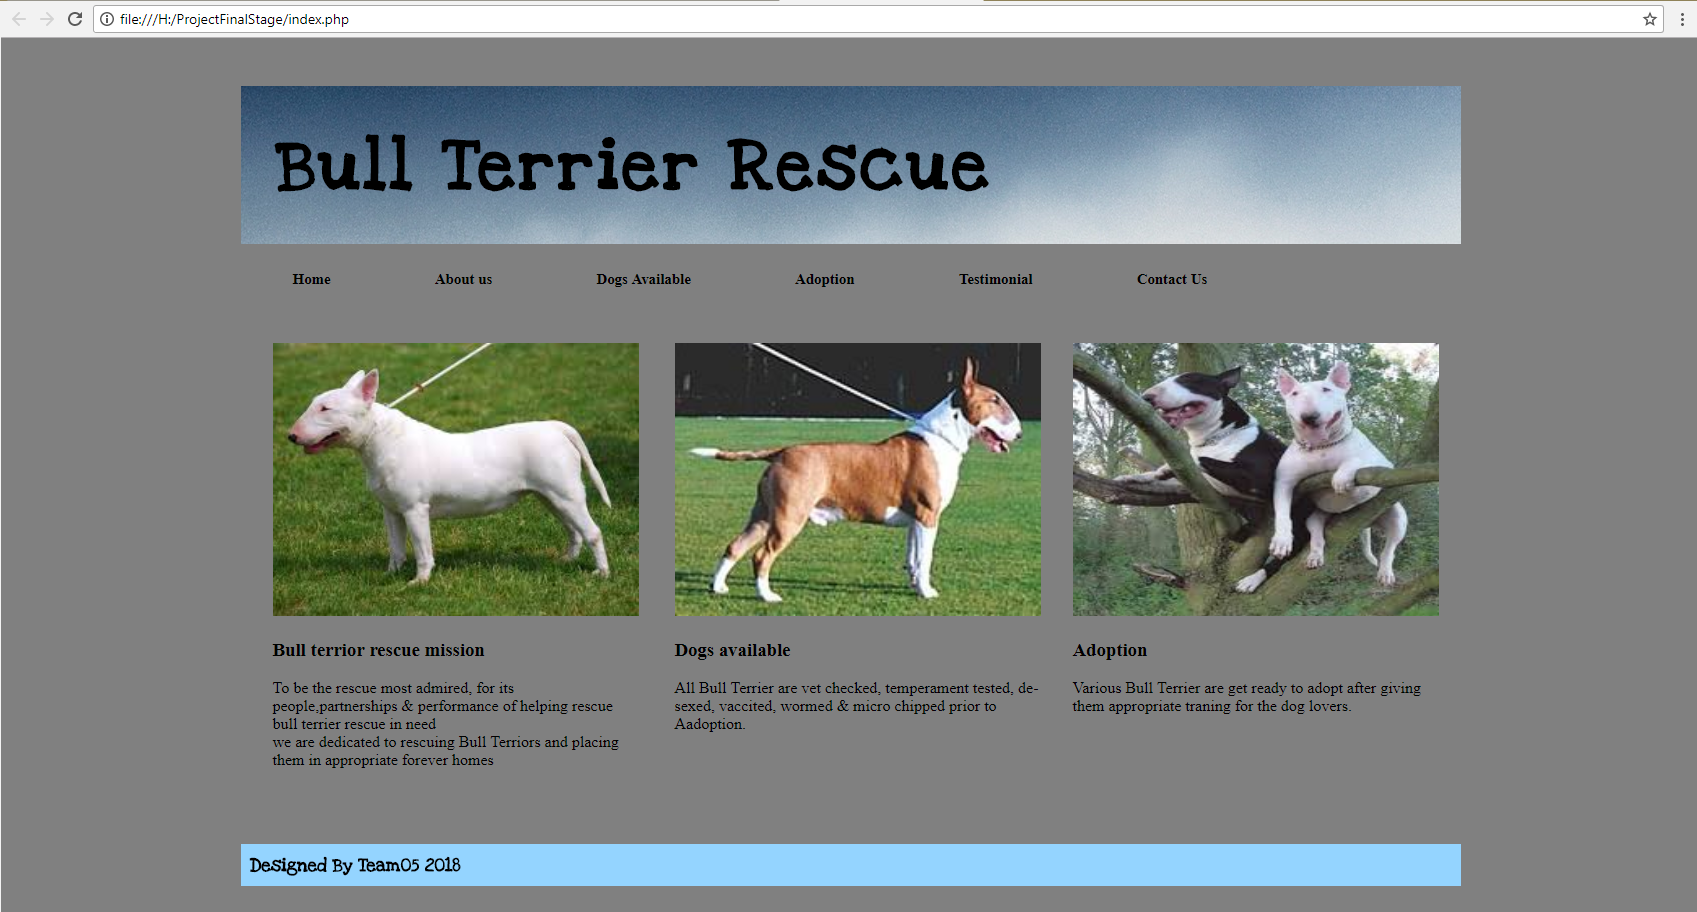 file:///H:/ProjectFinalStage/index.php
Bull Terrier Rescue
Home About us Dogs Available Adoption Testimonial Contact Us
Bull terrior rescue mission
To be the rescue most admired, for its
people,partnerships & performance of helping rescue
bull terrier rescue in need
we are dedicated to rescuing Bull Terriors and placing
them in appropriate forever homes
Dogs available
All Bull Terrier are vet checked, temperament tested, de-
sexed, vaccited, wormed & micro chipped prior to
Aadoption.
Adoption
Various Bull Terrier are get ready to adopt after giving
them appropriate traning for the dog lovers.
Designed By Team05 2018